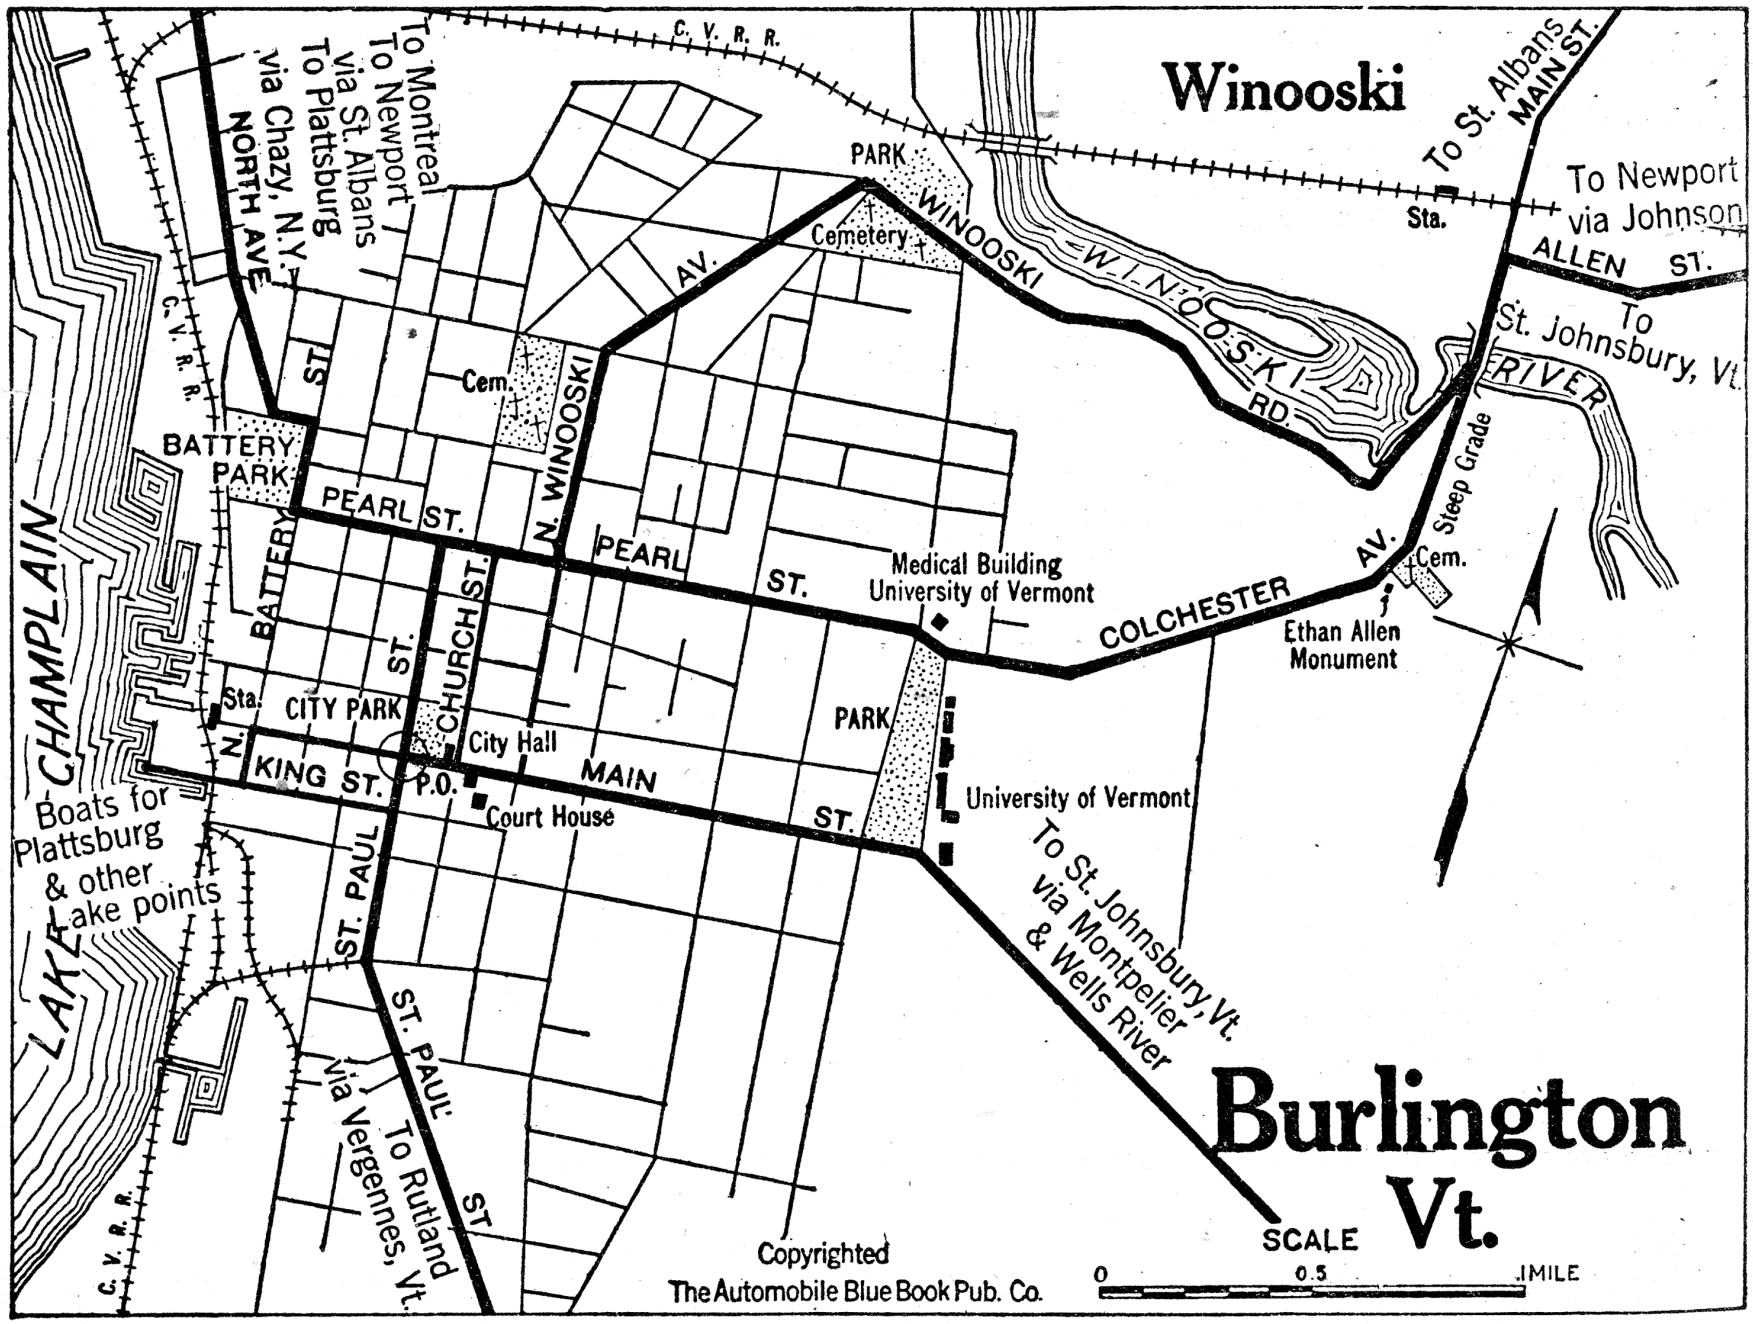 C. V. R. R.
Winooski
To St. Albans
MAIN ST.
To Montreal
To Newport
via St. Albans
To Plattsburg
via Chazy, N.Y.
NORTH AVE.
PARK
Cemetery
WINOOSKI
AV.
Sta.
To Newport
via Johnson
ALLEN ST.
To
St. Johnsbury, Vt.
WINOOSKI
RIVER
RD.
C. V. R. R.
ST.
Cem.
N. WINOOSKI
BATTERY
PARK
PEARL ST.
PEARL
ST.
Steep Grade
Medical Building
University of Vermont
COLCHESTER
AV.
Cem.
Ethan Allen
Monument
BATTERY
ST.
CHURCH ST.
LAKE CHAMPLAIN
Sta.
CITY PARK
N.
City Hall
PARK
KING ST.
P.O.
MAIN
ST.
Court House
University of Vermont
Boats for
Plattsburg
& other
Lake points
ST. PAUL
To St. Johnsbury, Vt.
via Montpelier
& Wells River
ST. PAUL
ST
To Rutland
via Vergennes, Vt.
C. V. R. R.
Burlington
Vt.
Copyrighted
The Automobile Blue Book Pub. Co.
SCALE
0 0.5 1 MILE